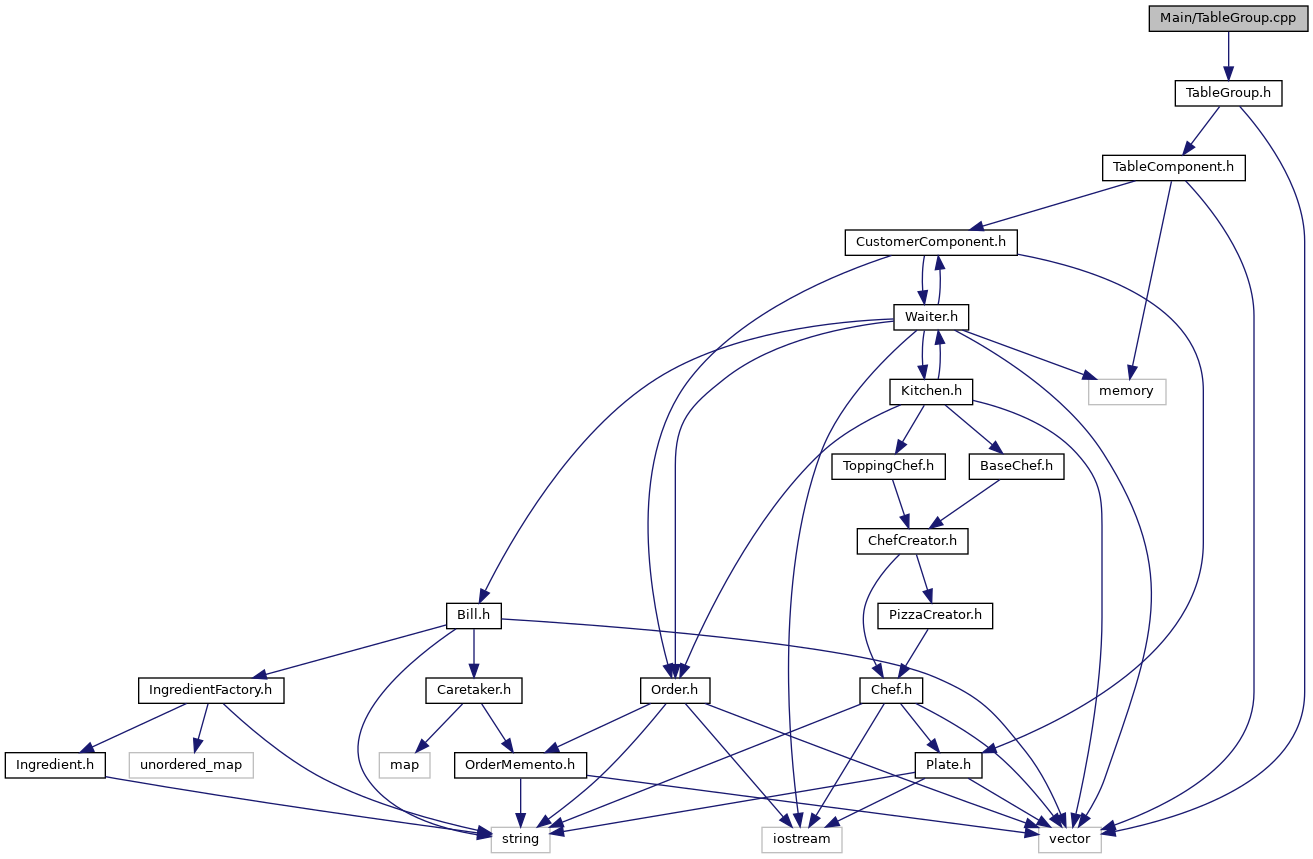 Main/TableGroup.cpp
TableGroup.h
TableComponent.h
CustomerComponent.h
Waiter.h
Kitchen.h
memory
ToppingChef.h
BaseChef.h
ChefCreator.h
Bill.h
PizzaCreator.h
IngredientFactory.h
Caretaker.h
Order.h
Chef.h
Ingredient.h
unordered_map
map
OrderMemento.h
Plate.h
string
iostream
vector